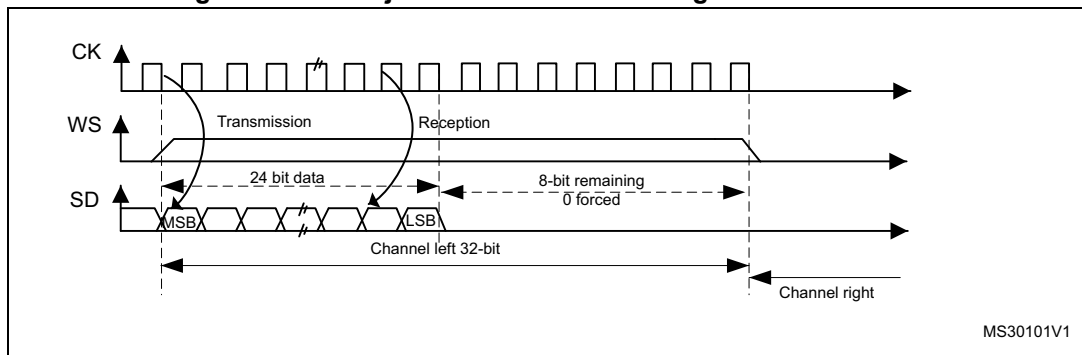 CK
WS
Transmission
Reception
24 bit data
8-bit remaining
0 forced
SD
MSB
LSB
Channel left 32-bit
Channel right
MS30101V1